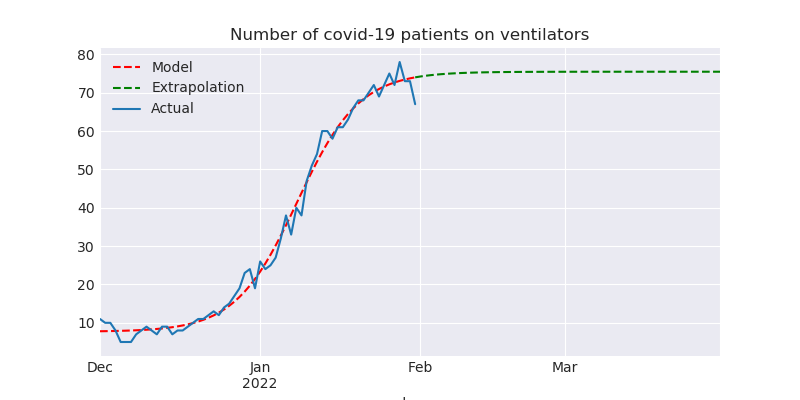 Number of covid-19 patients on ventilators
80
70
60
50
40
30
20
10
Model
Extrapolation
Actual
Dec
Jan
2022
Feb
Mar